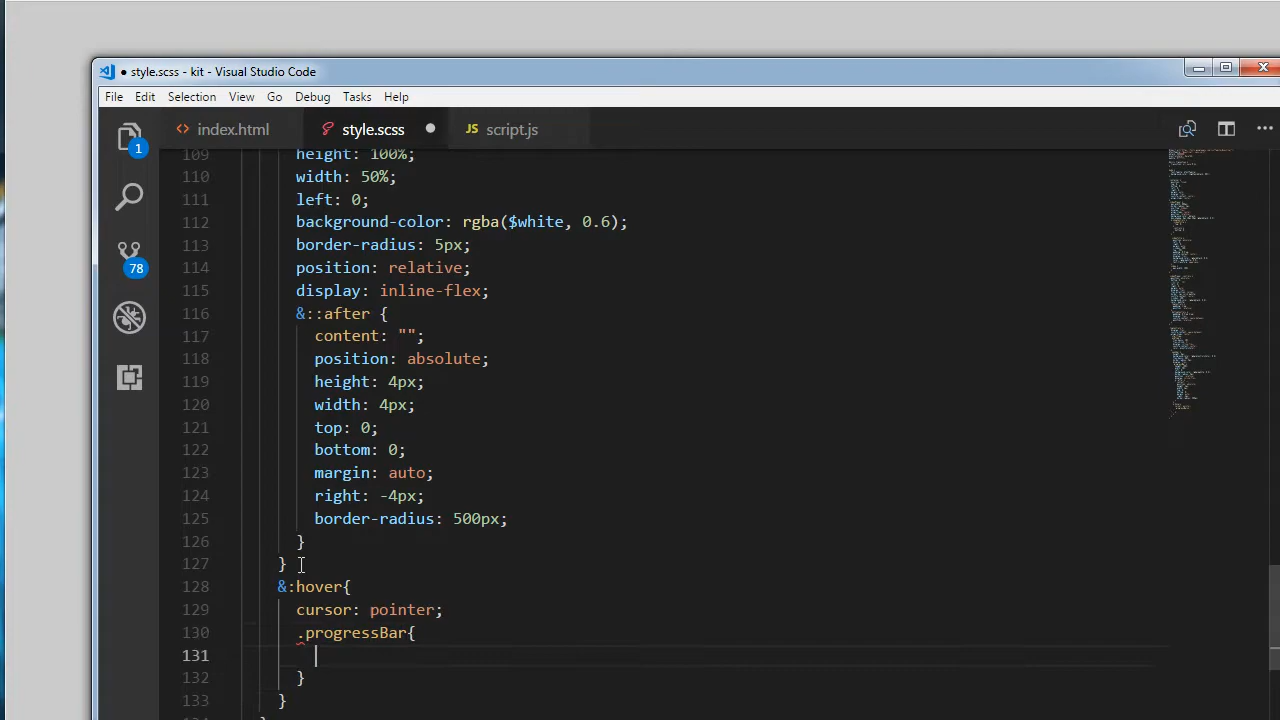 ● style.scss - kit - Visual Studio Code
File Edit Selection View Go Debug Tasks Help
1
78
<> index.html style.scss ● JS script.js ...
109 height: 100%;
110 width: 50%;
111 left: 0;
112 background-color: rgba($white, 0.6);
113 border-radius: 5px;
114 position: relative;
115 display: inline-flex;
116 &::after {
117 content: "";
118 position: absolute;
119 height: 4px;
120 width: 4px;
121 top: 0;
122 bottom: 0;
123 margin: auto;
124 right: -4px;
125 border-radius: 500px;
126 }
127 }
128 &:hover{
129 cursor: pointer;
130 .progressBar{
131
132 }
133 }